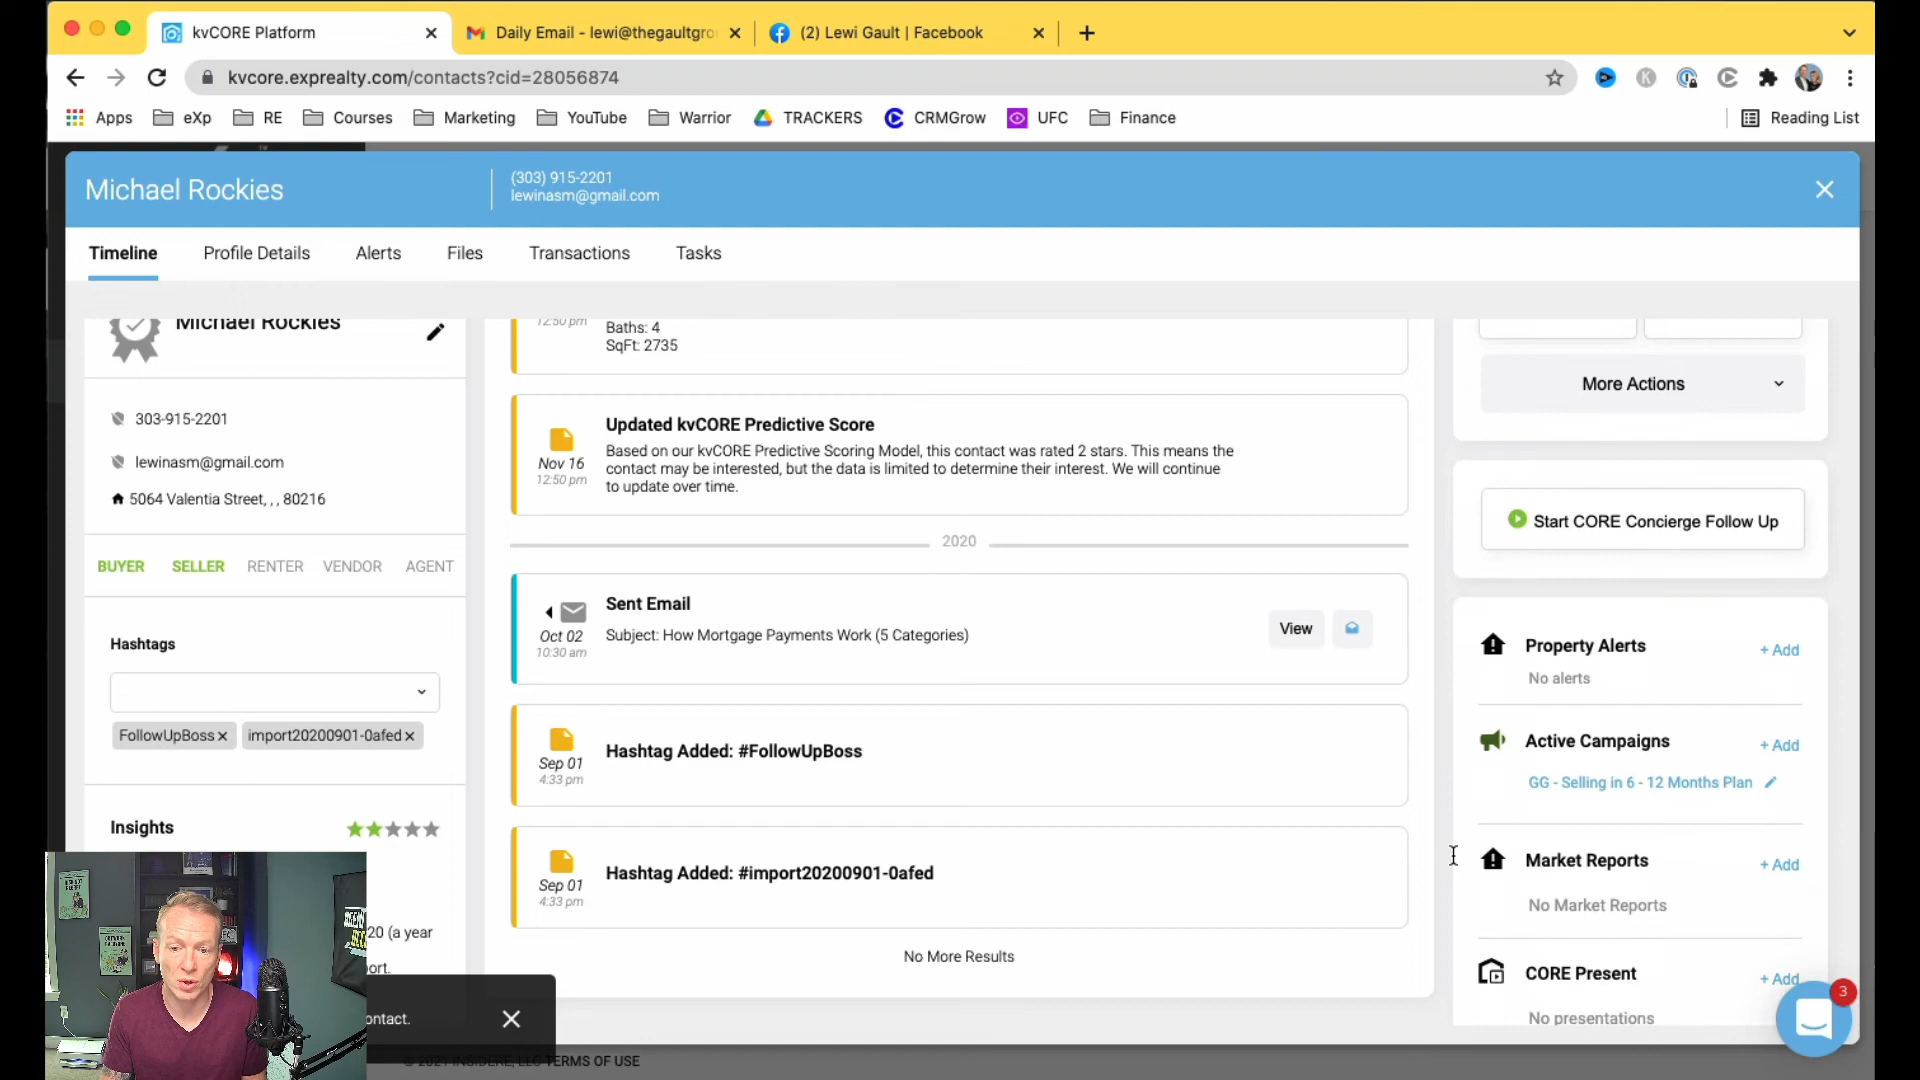 kvCORE Platform
Daily Email - lewi@thegaultgro
(2) Lewi Gault | Facebook
kvcore.exprealty.com/contacts?cid=28056874
Apps
eXp
RE
Courses
Marketing
YouTube
Warrior
TRACKERS
CRMGrow
UFC
Finance
Reading List
Michael Rockies
(303) 915-2201
lewinasm@gmail.com
Timeline
Profile Details
Alerts
Files
Transactions
Tasks
Michael Rockies
303-915-2201
lewinasm@gmail.com
5064 Valentia Street, , , 80216
BUYER
SELLER
RENTER
VENDOR
AGENT
Hashtags
FollowUpBoss
import20200901-0afed
Insights
20 (a year
ort.
ontact.
12:50 pm
Baths: 4
SqFt: 2735
Updated kvCORE Predictive Score
Nov 16
12:50 pm
Based on our kvCORE Predictive Scoring Model, this contact was rated 2 stars. This means the
contact may be interested, but the data is limited to determine their interest. We will continue
to update over time.
2020
Sent Email
Oct 02
10:30 am
Subject: How Mortgage Payments Work (5 Categories)
View
Sep 01
4:33 pm
Hashtag Added: #FollowUpBoss
Sep 01
4:33 pm
Hashtag Added: #import20200901-0afed
No More Results
More Actions
Start CORE Concierge Follow Up
Property Alerts
+ Add
No alerts
Active Campaigns
+ Add
GG - Selling in 6 - 12 Months Plan
Market Reports
+ Add
No Market Reports
CORE Present
+ Add
No presentations
3
© 2021 INSIDERE, LLC TERMS OF USE